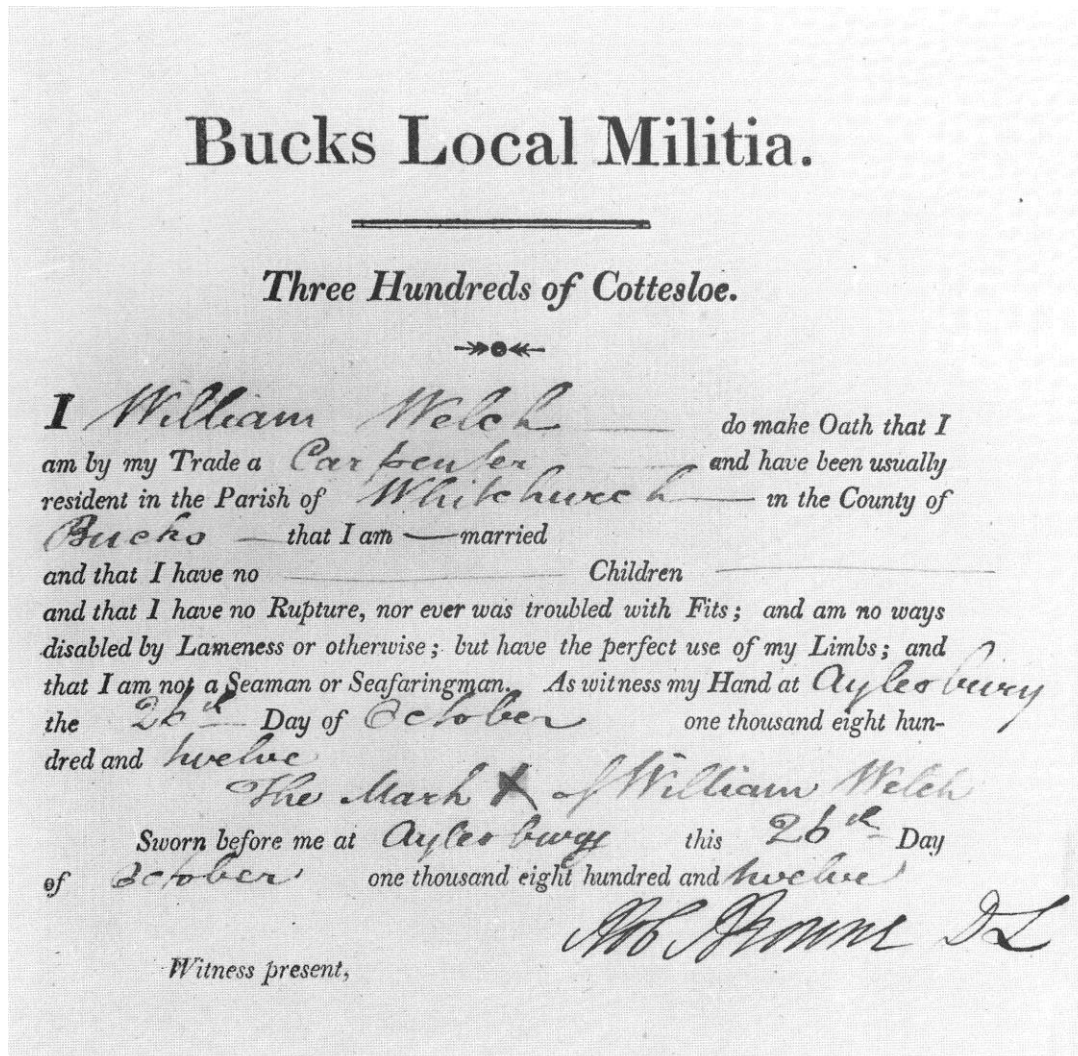 Bucks Local Militia.
Three Hundreds of Cottesloe.
I William Welch do make Oath that I
am by my Trade a Carpenter and have been usually
resident in the Parish of Whitchurch in the County of
Bucks that I am married
and that I have no Children
and that I have no Rupture, nor ever was troubled with Fits; and am no ways
disabled by Lameness or otherwise; but have the perfect use of my Limbs; and
that I am not a Seaman or Seafaringman. As witness my Hand at Aylesbury
the 26th Day of October one thousand eight hun-
dred and twelve
The Mark X of William Welch
Sworn before me at Aylesbury this 26th Day
of October one thousand eight hundred and twelve
Browne DL
Witness present,